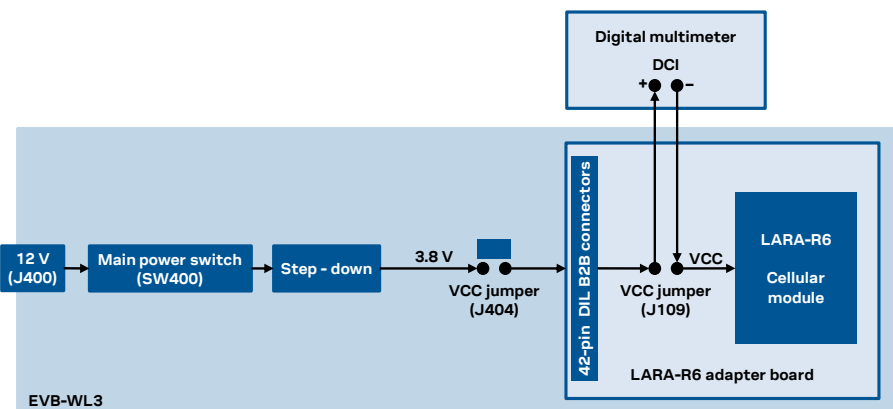 Digital multimeter
DCI
+ –
42-pin DIL B2B connectors
12 V
(J400)
Main power switch
(SW400)
Step - down
3.8 V
VCC jumper
(J404)
VCC jumper
(J109)
VCC
LARA-R6
Cellular
module
LARA-R6 adapter board
EVB-WL3